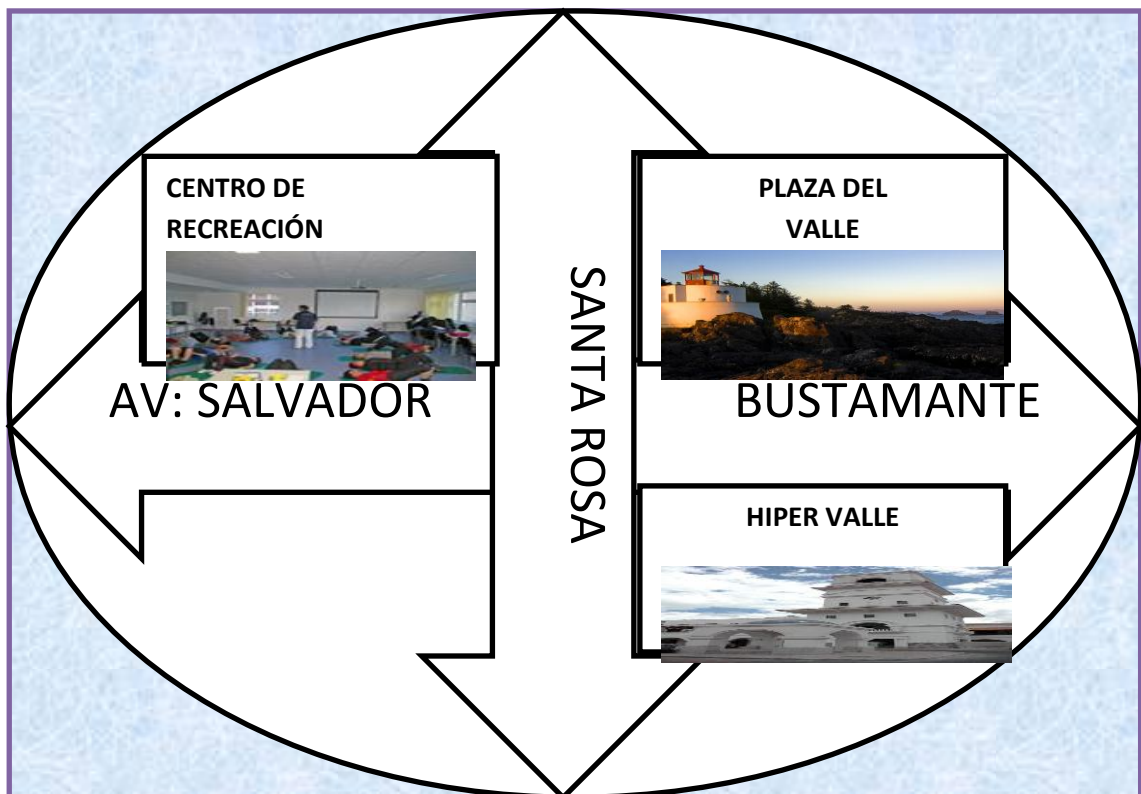 CENTRO DE
RECREACIÓN
PLAZA DEL
VALLE
SANTA ROSA
AV: SALVADOR
BUSTAMANTE
HIPER VALLE